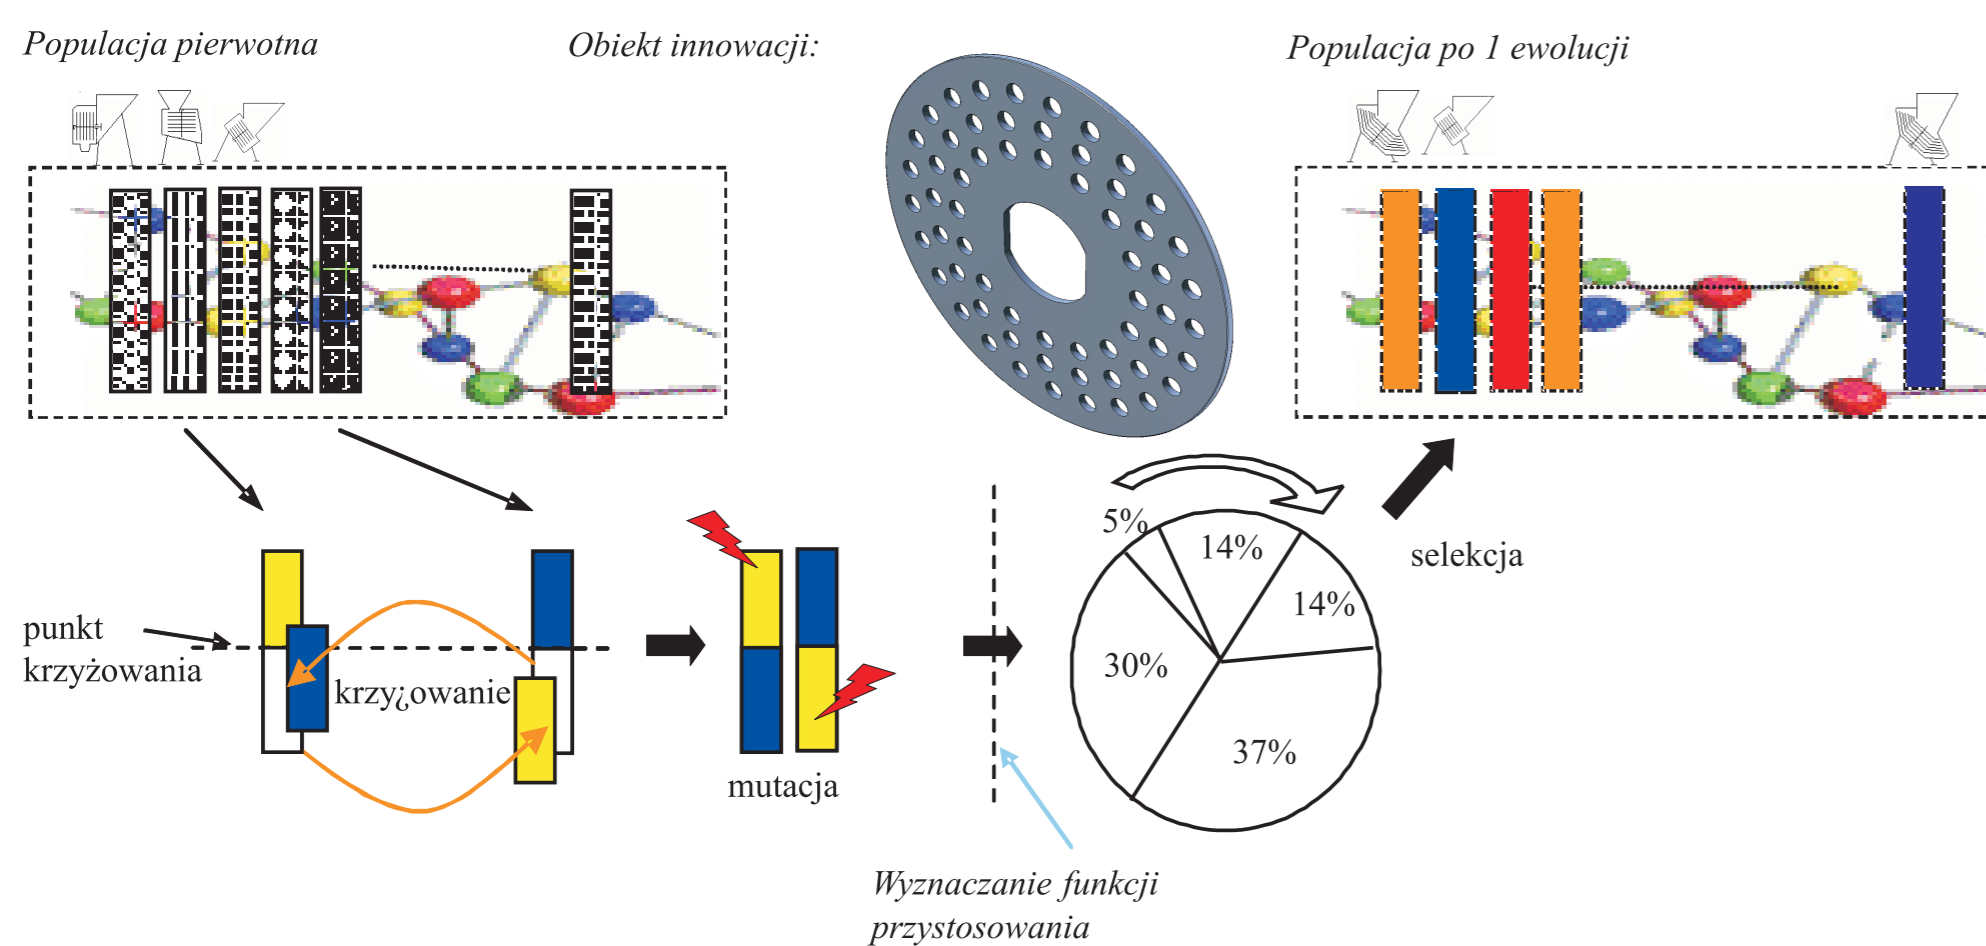 Populacja pierwotna
Obiekt innowacji:
Populacja po 1 ewolucji
5%
14%
14%
30%
37%
selekcja
punkt
krzyżowania
krzy¿owanie
mutacja
Wyznaczanie funkcji
przystosowania